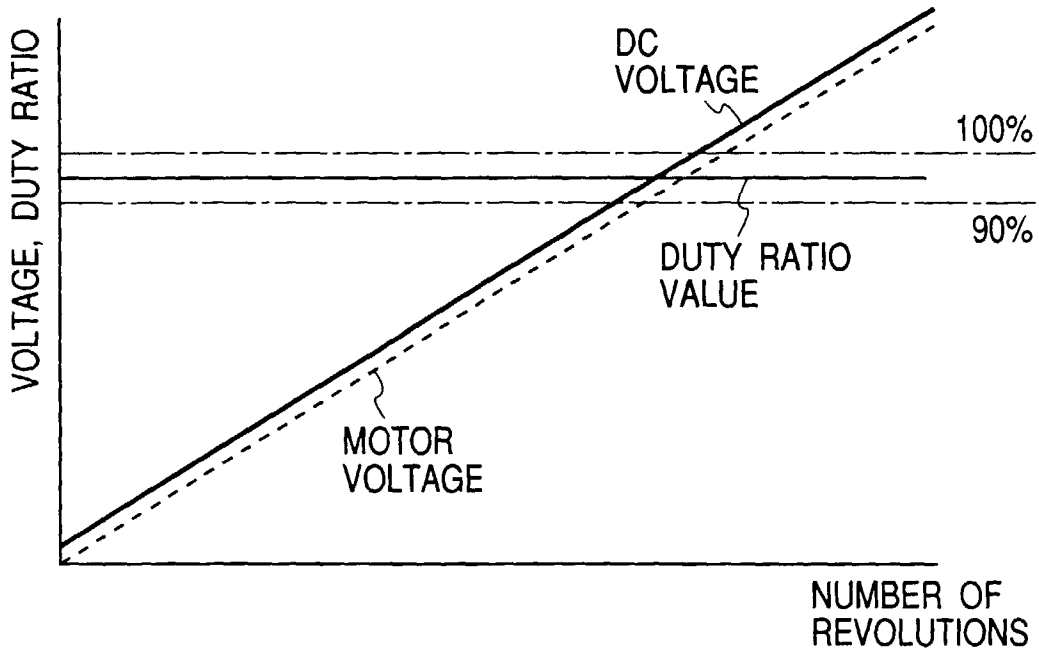 VOLTAGE, DUTY RATIO
DC
VOLTAGE
100%
90%
DUTY RATIO
VALUE
MOTOR
VOLTAGE
NUMBER OF
REVOLUTIONS